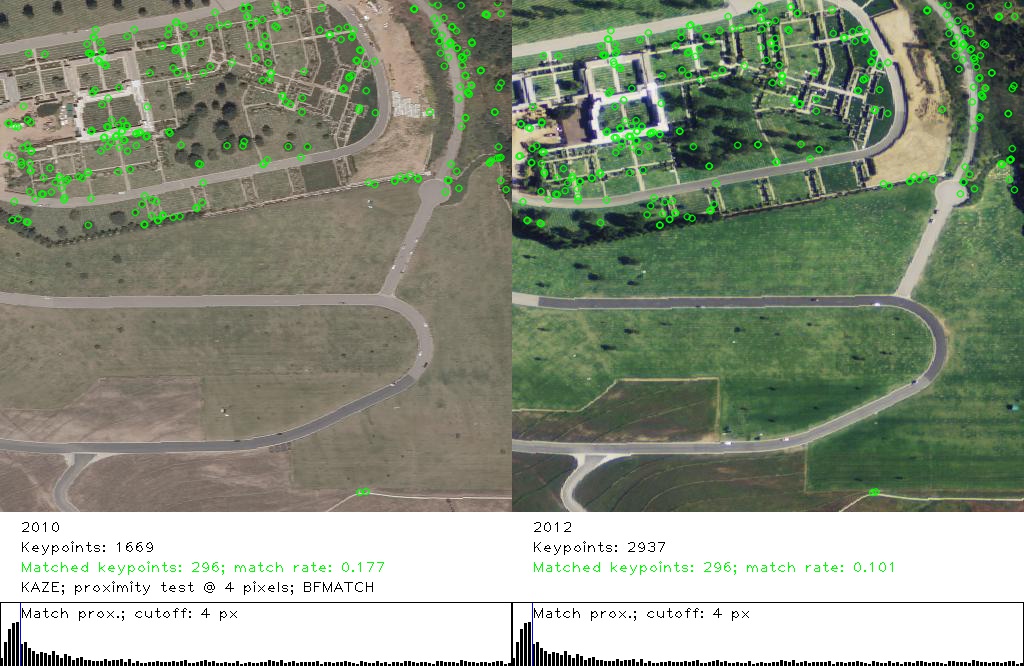 2010
Keypoints: 1669
Matched keypoints: 296; match rate: 0.177
KAZE; proximity test @ 4 pixels; BFMATCH
Match prox.; cutoff: 4 px
2012
Keypoints: 2937
Matched keypoints: 296; match rate: 0.101
Match prox.; cutoff: 4 px